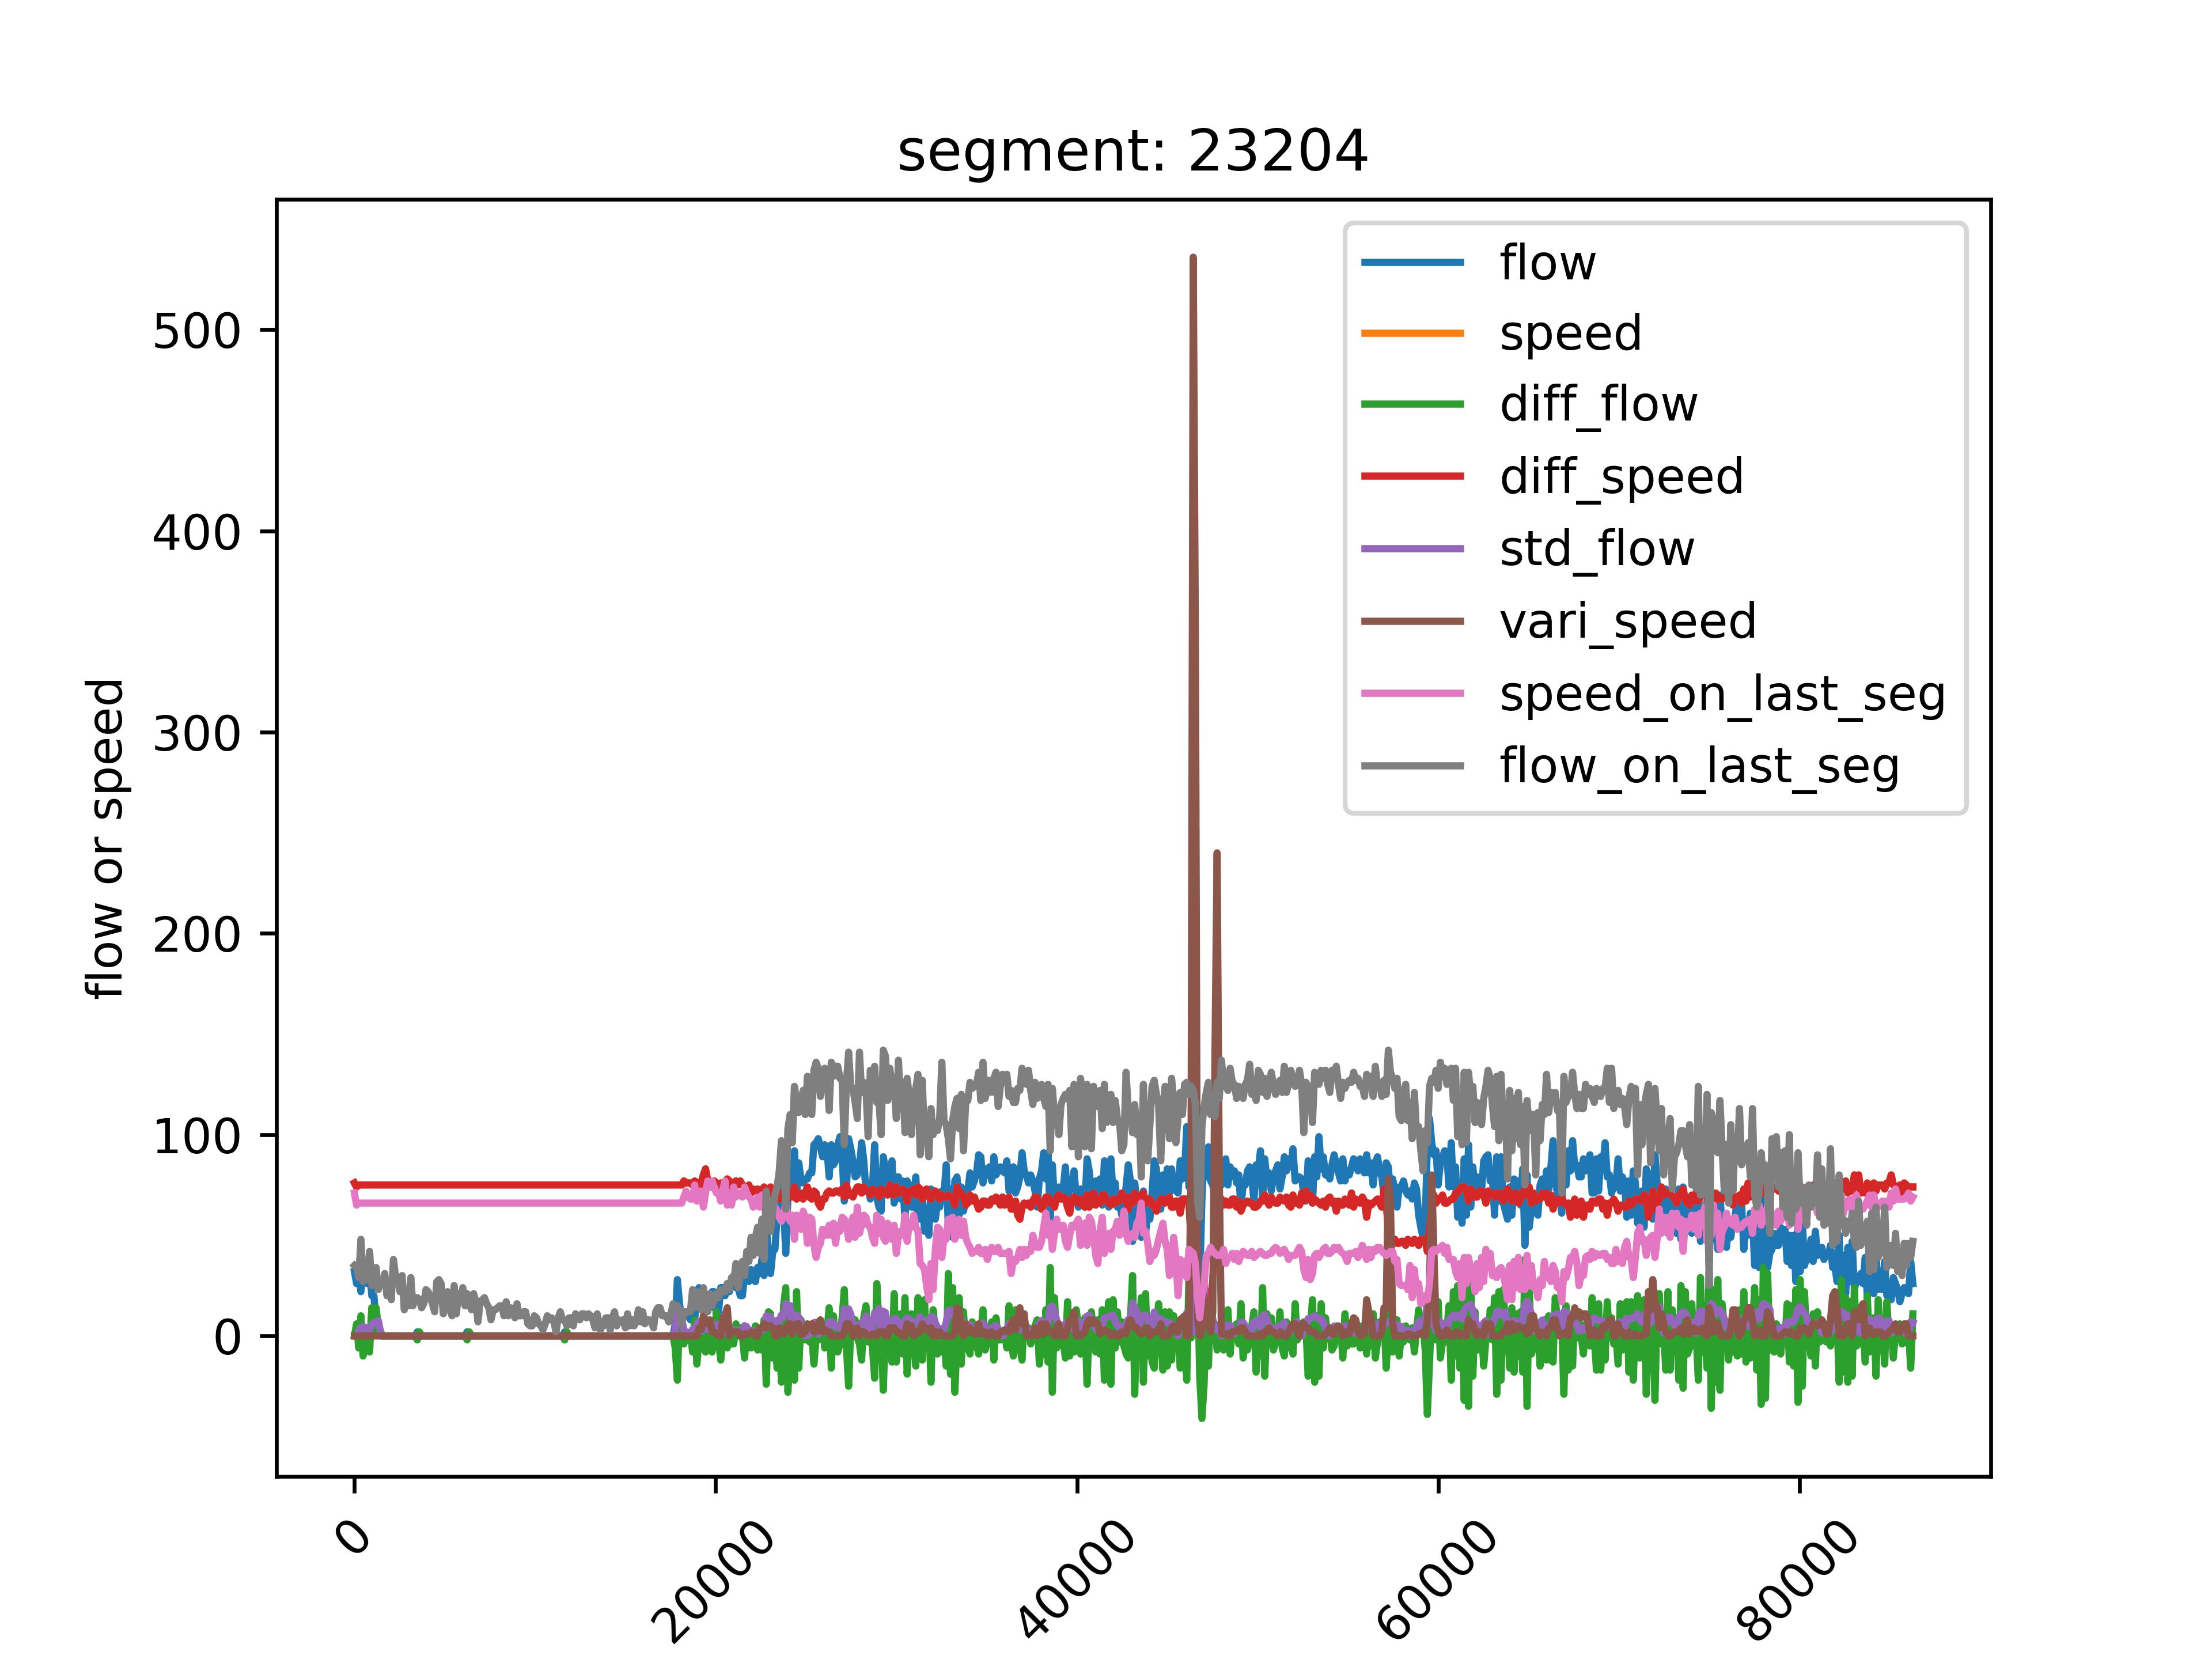 segment: 23204
flow or speed
500
400
300
200
100
0
0
20000
40000
60000
80000
flow
speed
diff_flow
diff_speed
std_flow
vari_speed
speed_on_last_seg
flow_on_last_seg